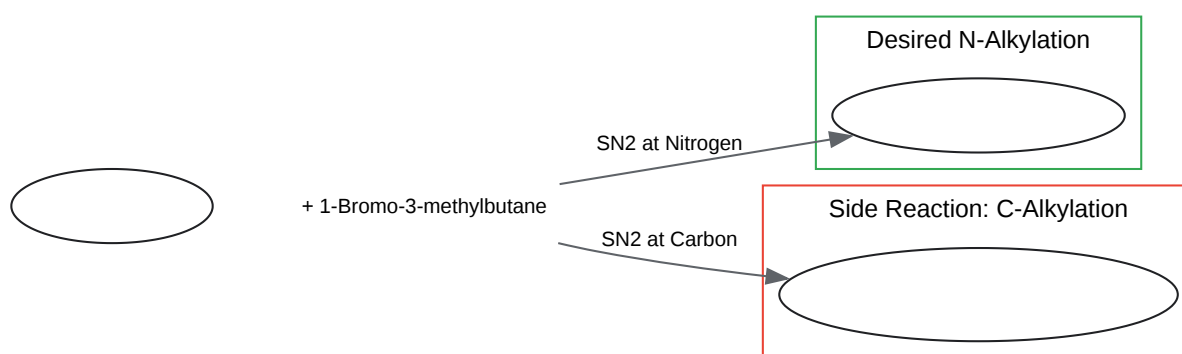 Desired N-Alkylation
SN2 at Nitrogen
+ 1-Bromo-3-methylbutane
Side Reaction: C-Alkylation
SN2 at Carbon